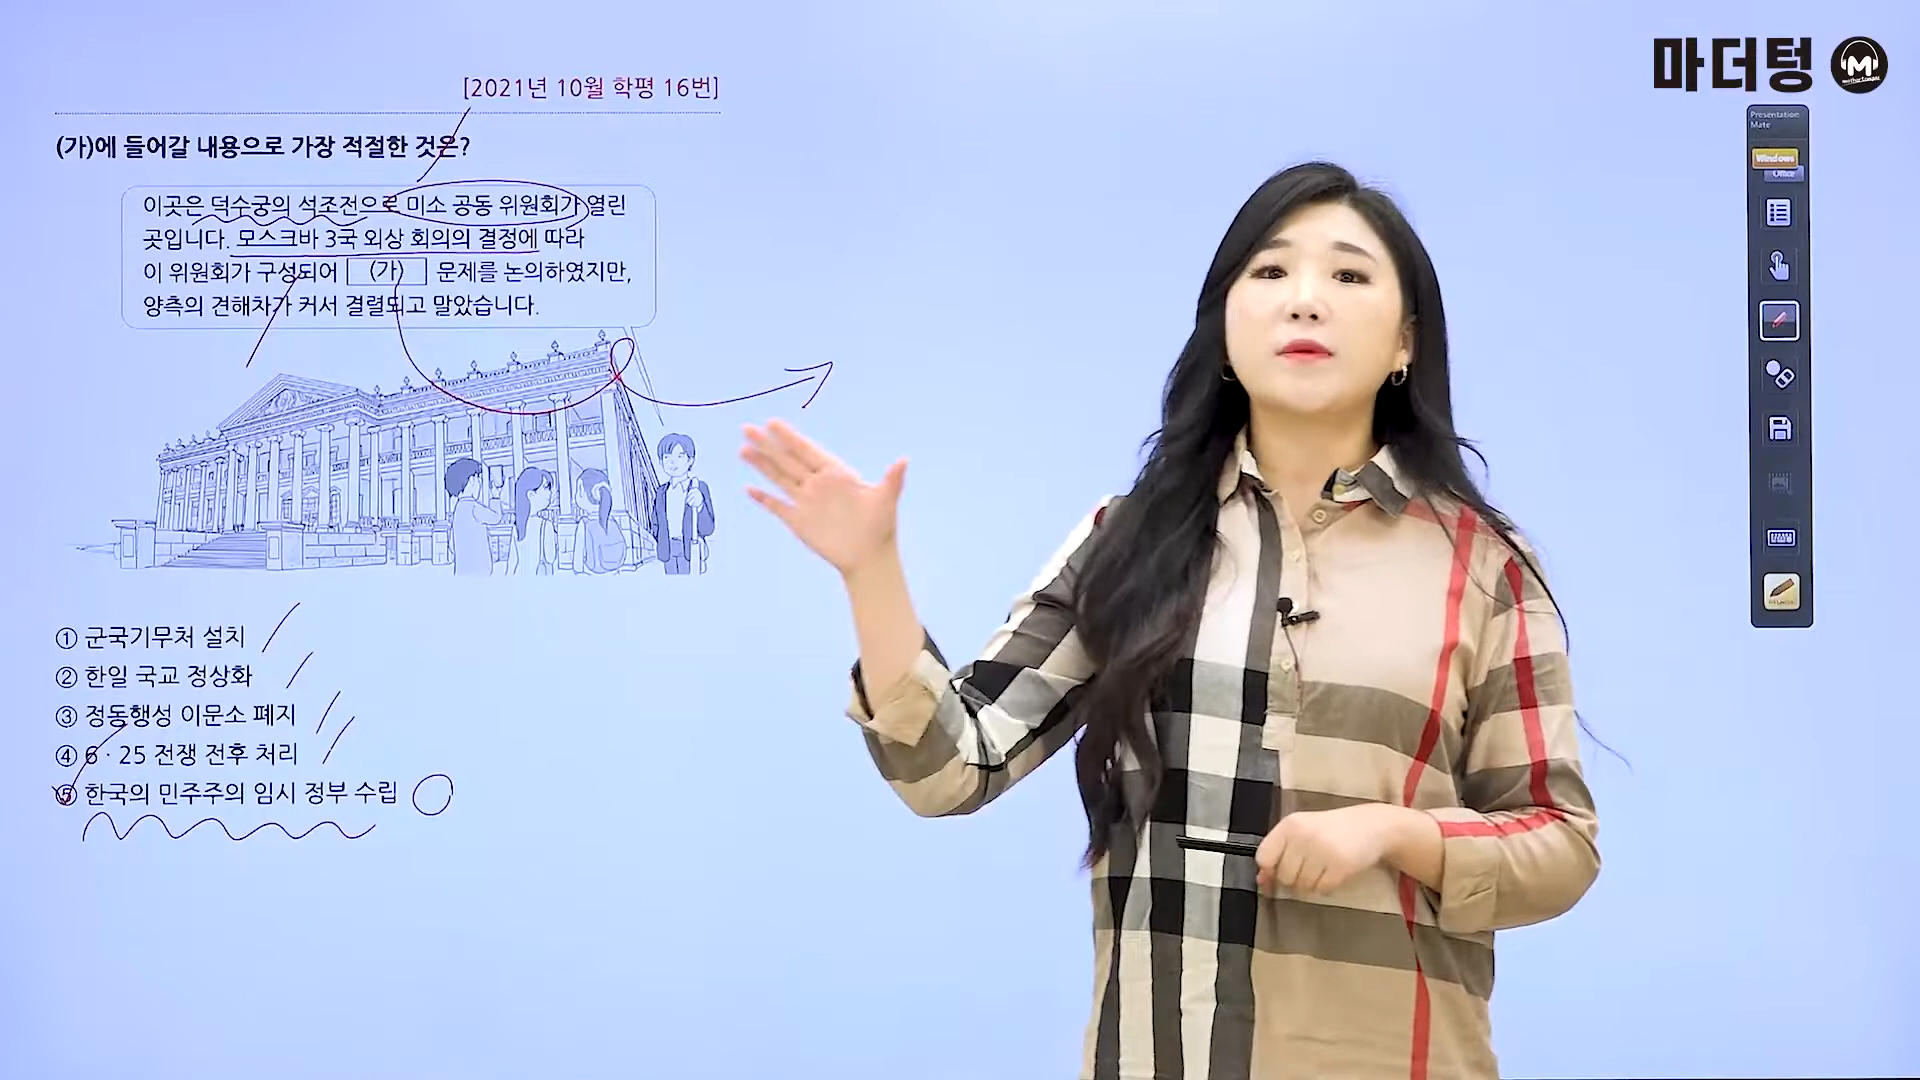 마더텅
[2021년 10월 학평 16번]
(가)에 들어갈 내용으로 가장 적절한 것은?
이곳은 덕수궁의 석조전으로 미소 공동 위원회가 열린
곳입니다. 모스크바 3국 외상 회의의 결정에 따라
이 위원회가 구성되어 (가) 문제를 논의하였지만,
양측의 견해차가 커서 결렬되고 말았습니다.
① 군국기무처 설치
② 한일 국교 정상화
③ 정동행성 이문소 폐지
④ 6·25 전쟁 전후 처리
⑤ 한국의 민주주의 임시 정부 수립
Presentation
Mate
Windows
Office